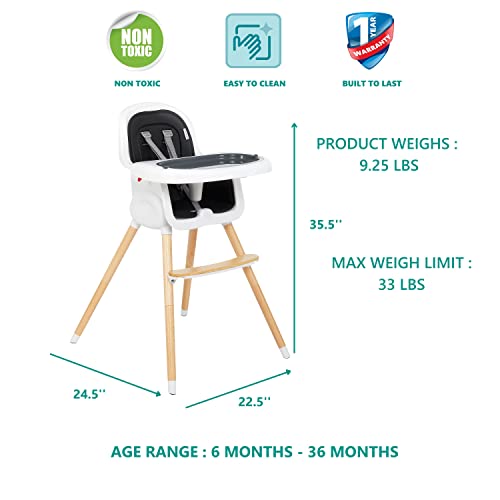 NON
TOXIC
1
YEAR
WARRANTY
NON TOXIC
EASY TO CLEAN
BUILT TO LAST
PRODUCT WEIGHS :
9.25 LBS
35.5''
MAX WEIGH LIMIT :
33 LBS
24.5''
22.5''
AGE RANGE : 6 MONTHS - 36 MONTHS